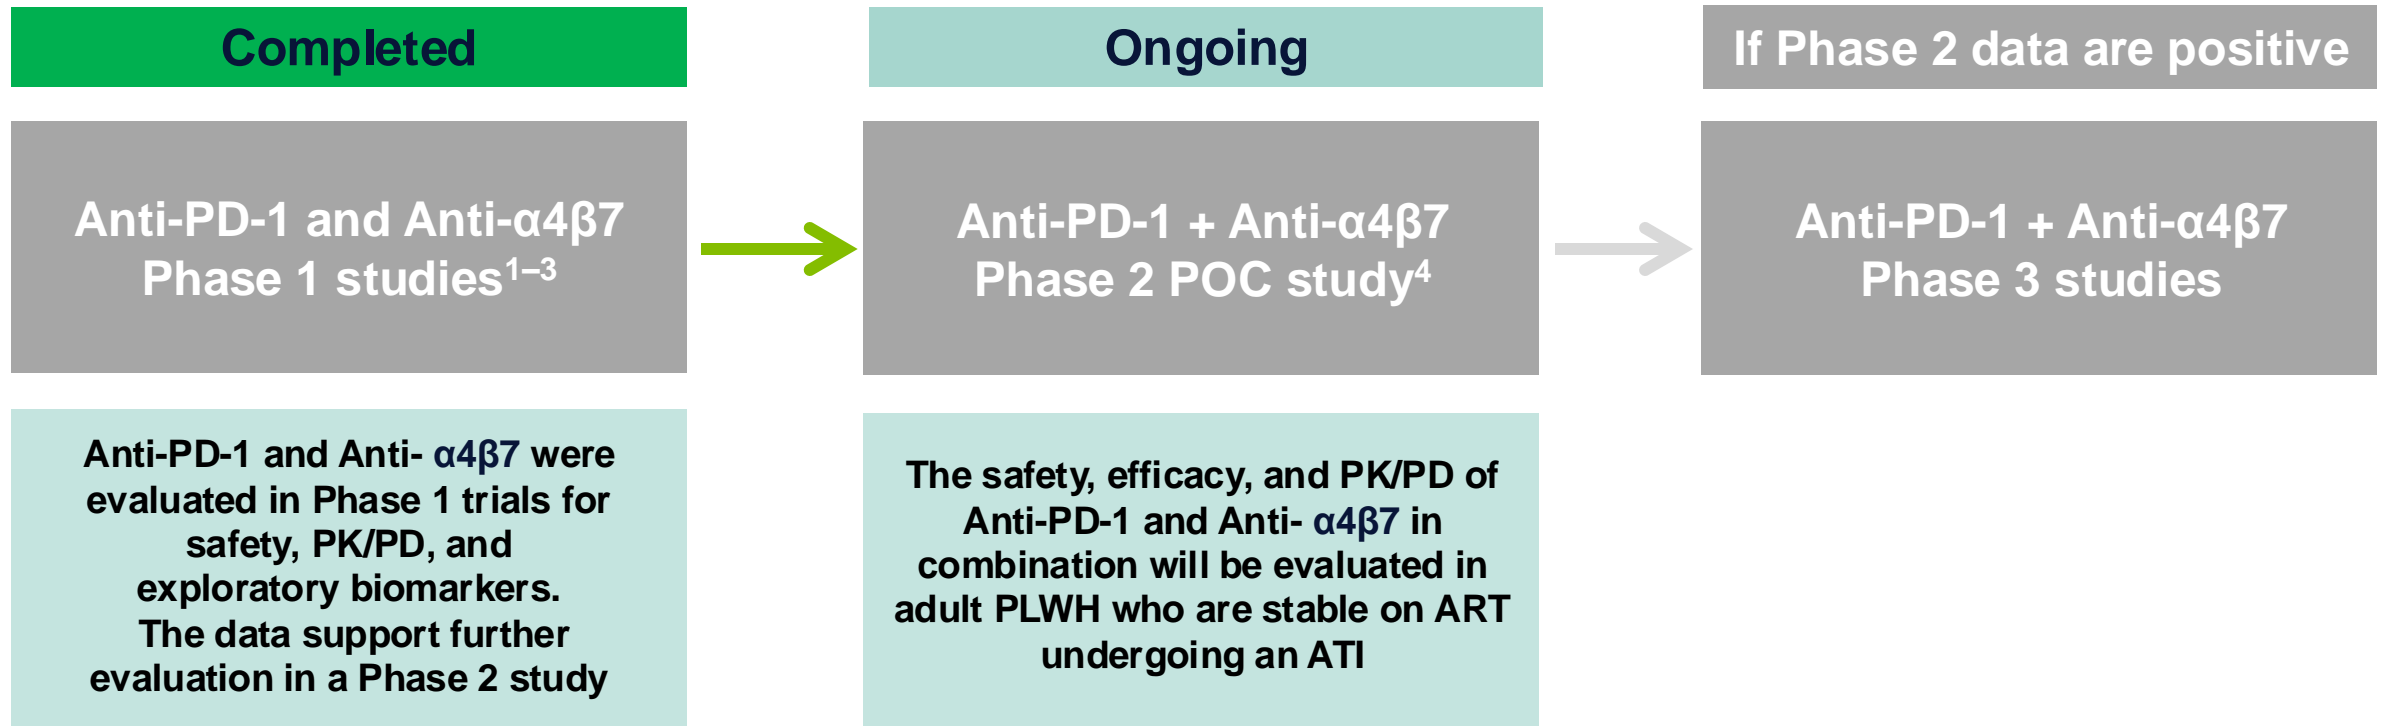 Completed
Anti-PD-1 and Anti-α4β7
Phase 1 studies¹⁻³
Anti-PD-1 and Anti- α4β7 were
evaluated in Phase 1 trials for
safety, PK/PD, and
exploratory biomarkers.
The data support further
evaluation in a Phase 2 study
Ongoing
Anti-PD-1 + Anti-α4β7
Phase 2 POC study⁴
The safety, efficacy, and PK/PD of
Anti-PD-1 and Anti- α4β7 in
combination will be evaluated in
adult PLWH who are stable on ART
undergoing an ATI
If Phase 2 data are positive
Anti-PD-1 + Anti-α4β7
Phase 3 studies